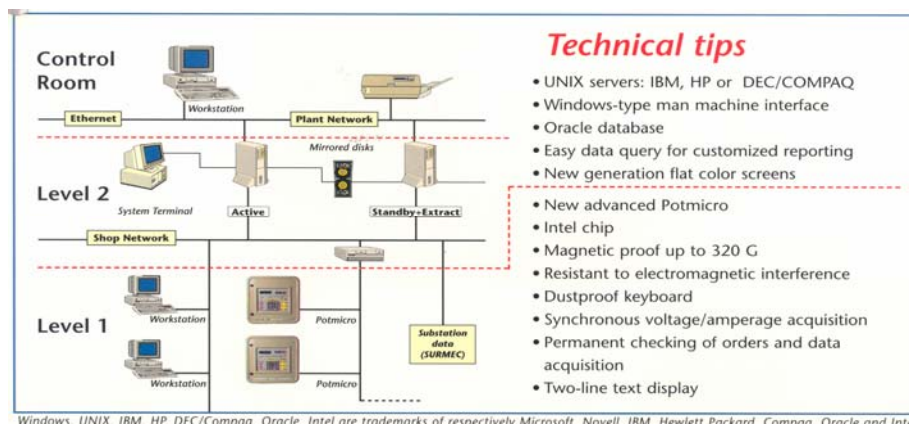 Control
Room
Workstation
Ethernet
Plant Network
Mirrored disks
Level 2
System Terminal
Active
Standby+Extract
Shop Network
Level 1
Workstation
Potmicro
Workstation
Potmicro
Substation
data
(SURMEC)
Technical tips
• UNIX servers: IBM, HP or DEC/COMPAQ
• Windows-type man machine interface
• Oracle database
• Easy data query for customized reporting
• New generation flat color screens
• New advanced Potmicro
• Intel chip
• Magnetic proof up to 320 G
• Resistant to electromagnetic interference
• Dustproof keyboard
• Synchronous voltage/amperage acquisition
• Permanent checking of orders and data
acquisition
• Two-line text display
Windows, UNIX, IBM, HP, DEC/Compaq, Oracle, Intel are trademarks of respectively Microsoft, Novell, IBM, Hewlett Packard, Compaq, Oracle and